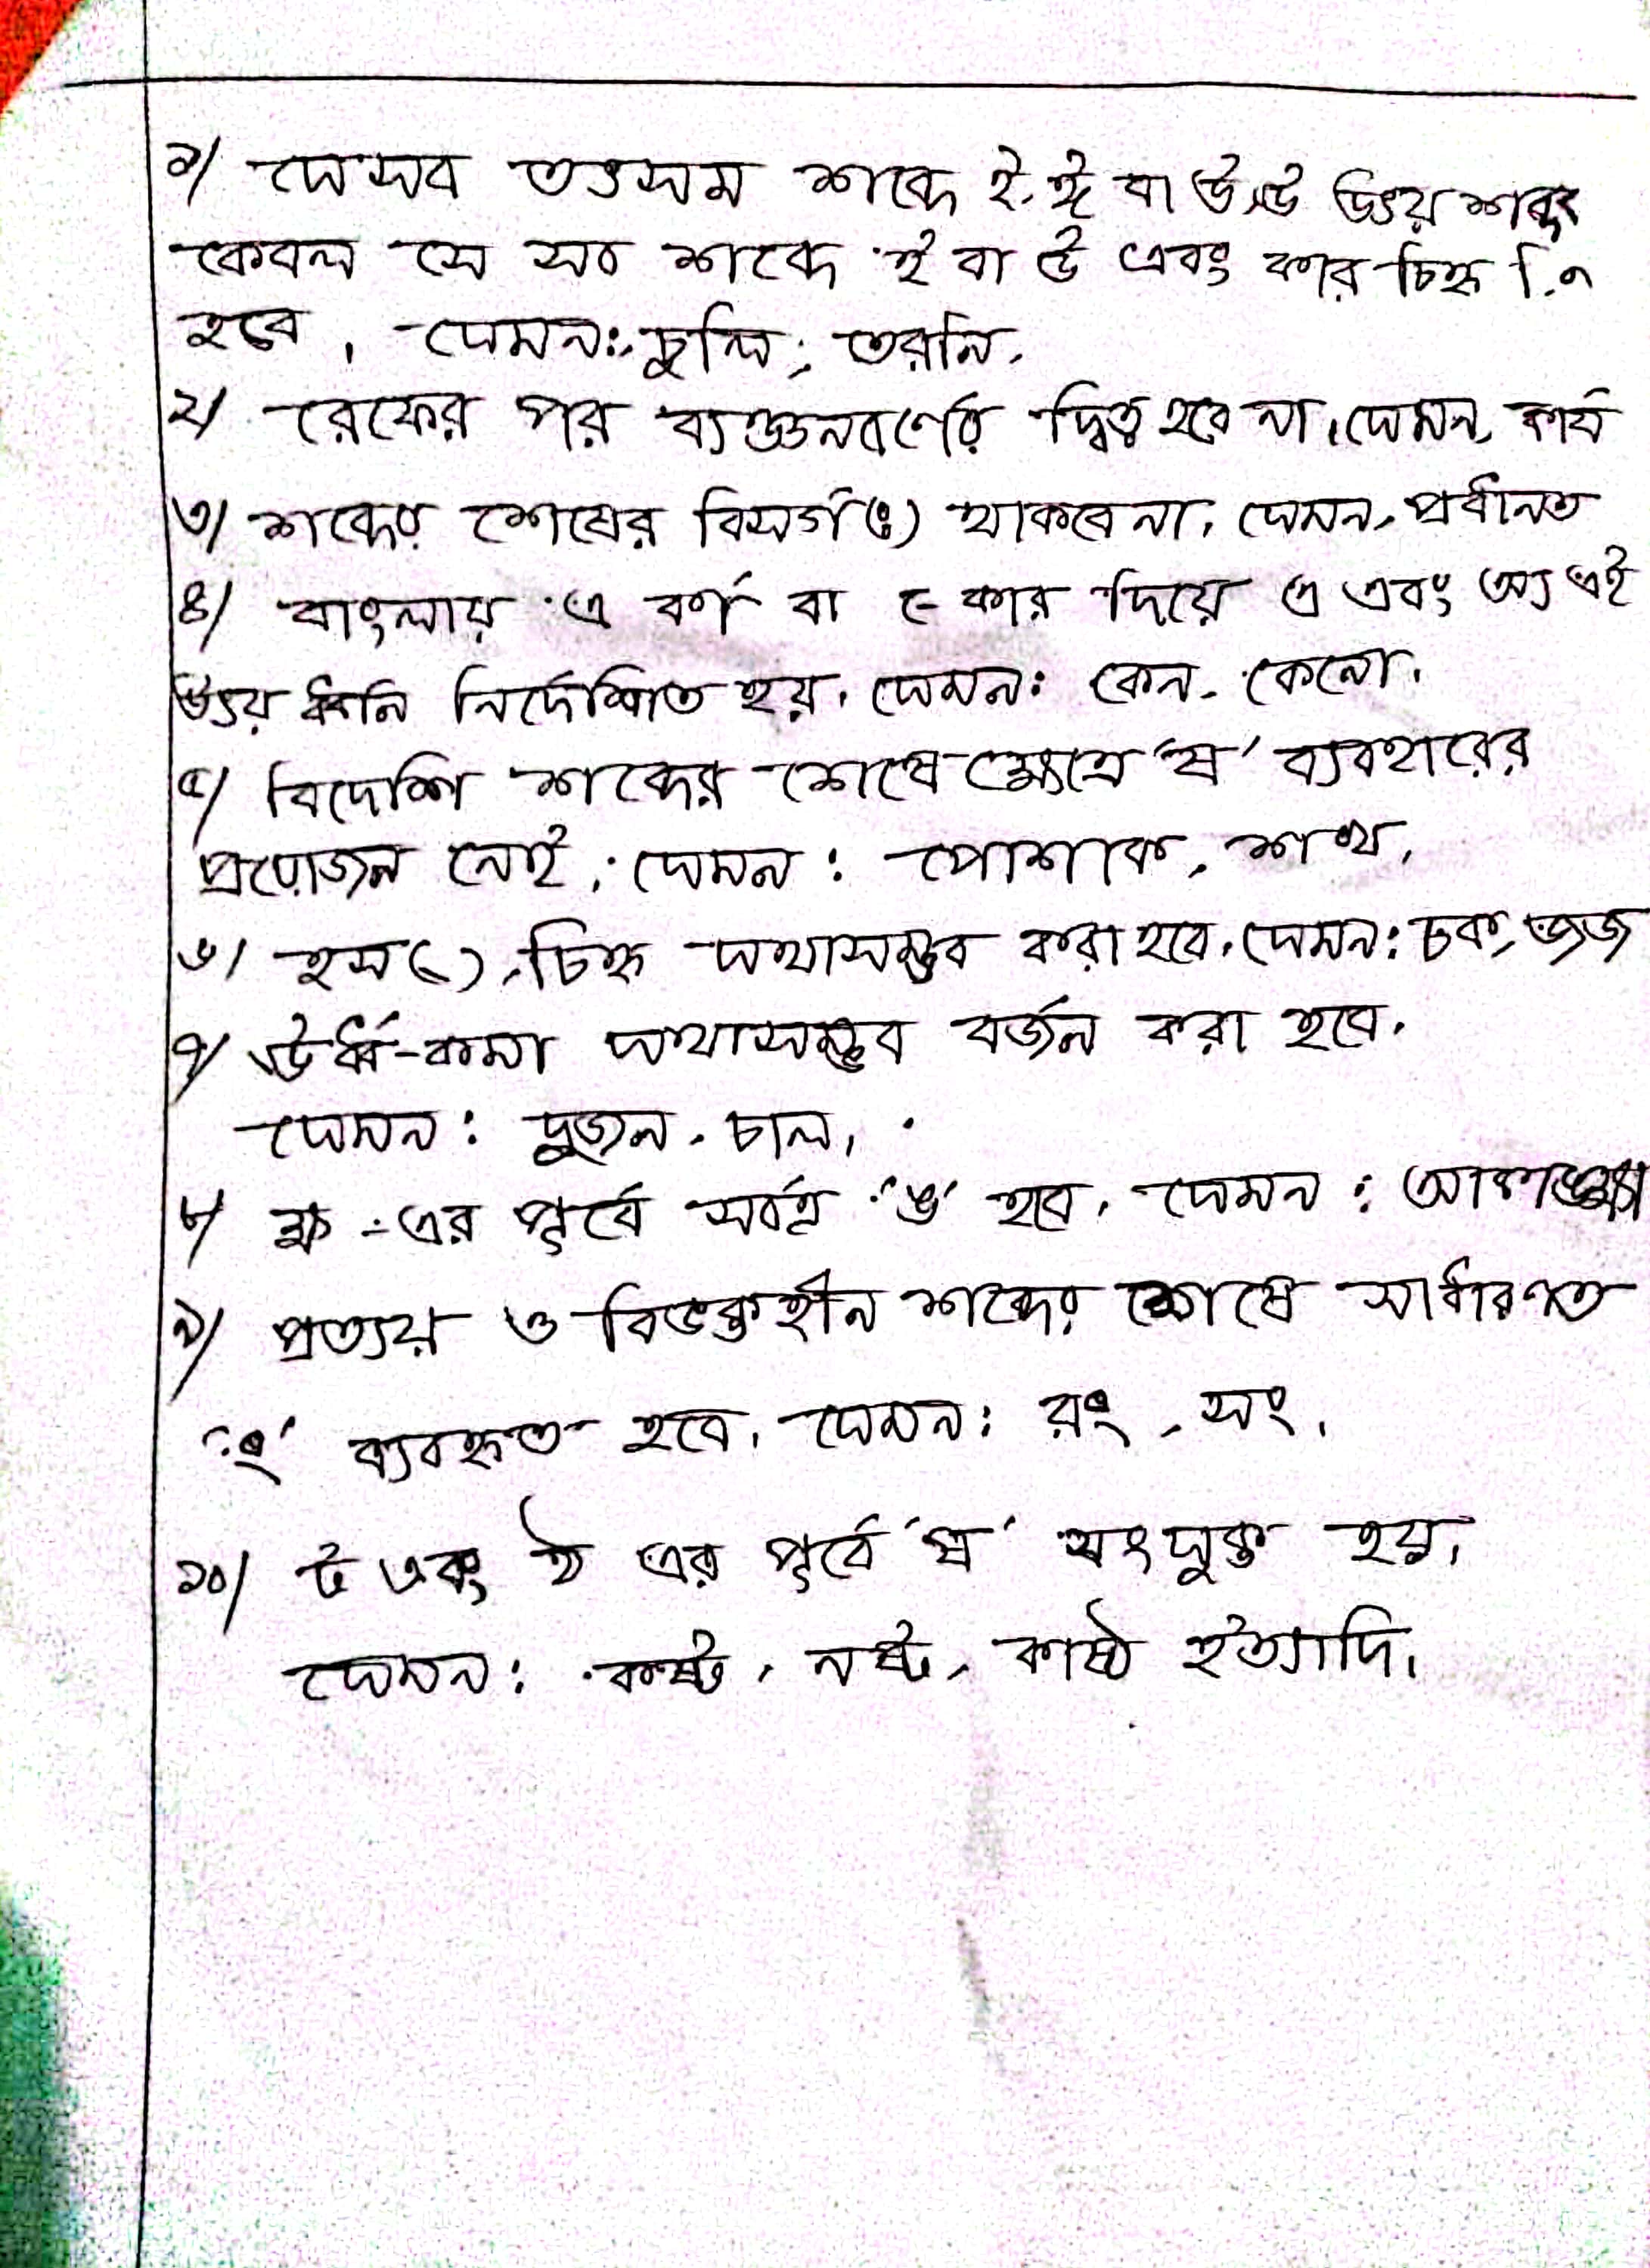 ১/ যেসব তৎসম শব্দে ই,ঈ বা উ,ঊ উভয় শব্দ
কেবল সে সব শব্দে ই বা উ এবং কার চিহ্ন ি,ু
হবে। যেমন: চুল্লি, তরনি,
২/ রেফের পর ব্যঞ্জনবর্ণের দ্বিত্ব হবে না। যেমন, কার্য
৩/ শব্দের শেষের বিসর্গ(ঃ) থাকবেনা। যেমন, প্রধানত
৪/ বাংলায় এ বর্ণ বা ে-কার দিয়ে এ এবং অ্য এই
উভয় ধ্বনি নির্দেশিত হয়। যেমন: কেন, কেনো।
৫/ বিদেশি শব্দের শেষে ক্ষেত্রে 'ষ' ব্যবহারের
প্রয়োজন নেই। যেমন: পোশাক, শখ।
৬/ হস(্) চিহ্ন যথাসম্ভব করা হবে। যেমন: চক, জজ
৭/ ঊর্ধ্ব-কমা যথাসম্ভব বর্জন করা হবে।
যেমন: দুজন, চাল।
৮/ ক্ষ -এর পূর্বে সর্বত্র 'ঙ' হবে। যেমন: আকাঙ্ক্ষা
৯/ প্রত্যয় ও বিভক্তহীন শব্দের শেষে সাধারণত
'ং' ব্যবহৃত হবে। যেমন: রং, সং।
১০/ ট এবং ঠ এর পূর্বে 'ষ' সংযুক্ত হয়।
যেমন: কষ্ট, নষ্ট, কাষ্ঠ ইত্যাদি।